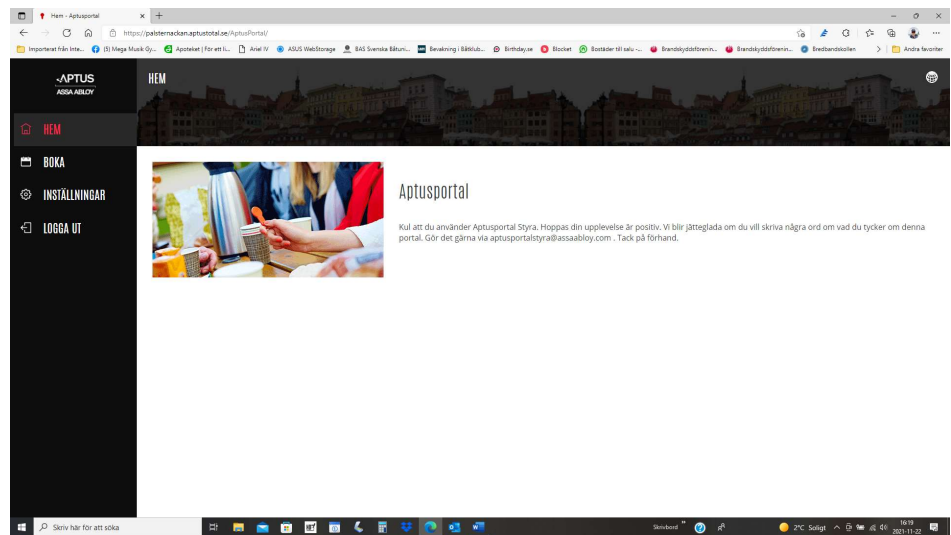 Hem - Aptusportal
https://palsternackan.aptustotal.se/AptusPortal/
Importerat från Inte...
(5) Mega Musik Gy...
Apoteket | För ett li...
Ariel IV
ASUS WebStorage
BAS Svenska Båtuni...
Bevakning i Båtklub...
Birthday.se
Blocket
Bostäder till salu -...
Brandskyddsförenin...
Brandskyddsförenin...
Bredbandskollen
Andra favoriter
APTUS
ASSA ABLOY
HEM
HEM
BOKA
INSTÄLLNINGAR
LOGGA UT
Aptusportal
Kul att du använder Aptusportal Styra. Hoppas din upplevelse är positiv. Vi blir jätteglada om du vill skriva några ord om vad du tycker om denna
portal. Gör det gärna via aptusportalstyra@assaabloy.com . Tack på förhand.
Skriv här för att söka
Skrivbord
2°C Soligt
16:19
2021-11-22